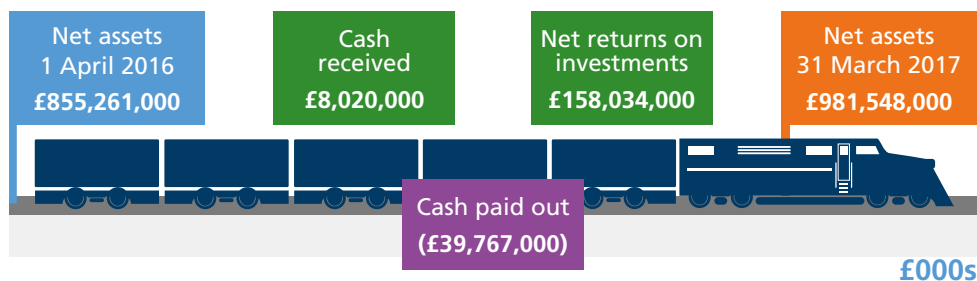 Net assets
1 April 2016
£855,261,000
Cash
received
£8,020,000
Net returns on
investments
£158,034,000
Net assets
31 March 2017
£981,548,000
Cash paid out
(£39,767,000)
£000s